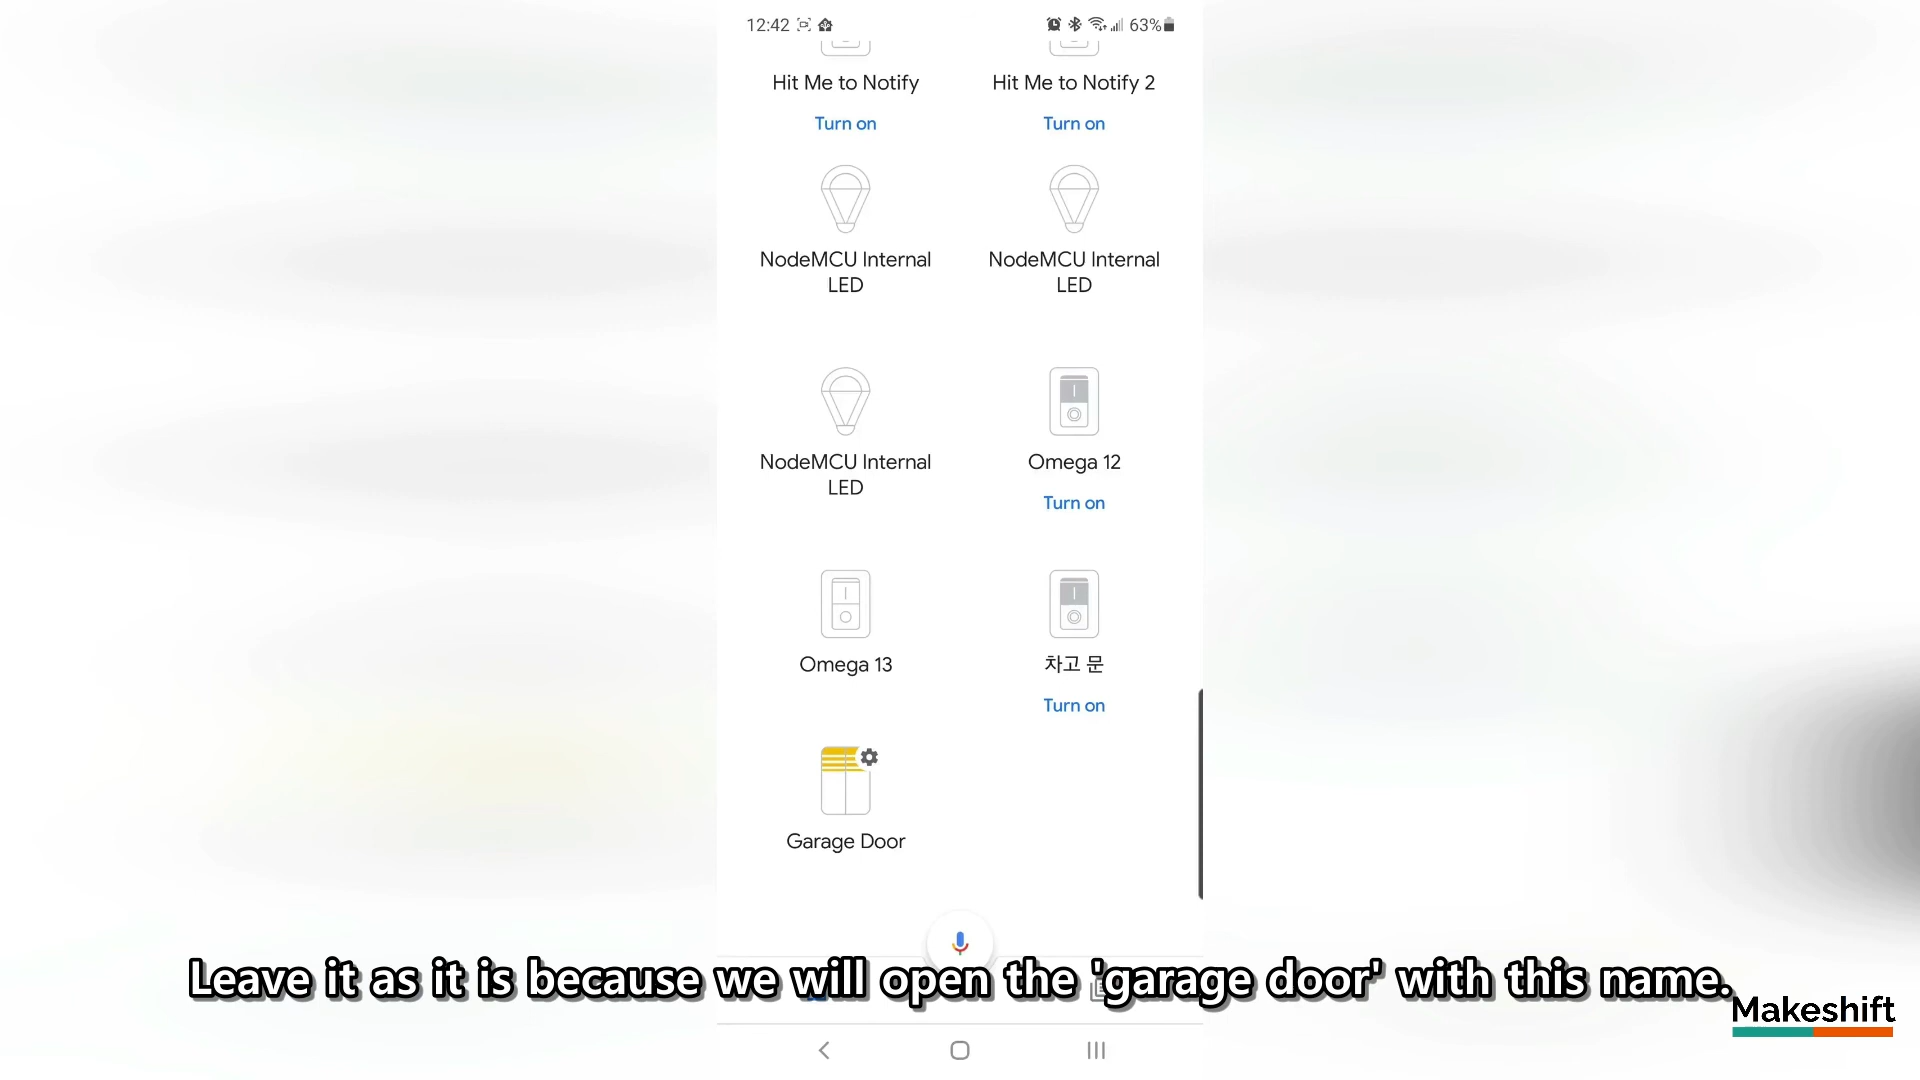 12:42
63%
Hit Me to Notify
Hit Me to Notify 2
Turn on
Turn on
NodeMCU Internal
LED
NodeMCU Internal
LED
NodeMCU Internal
LED
Omega 12
Turn on
Omega 13
차고 문
Turn on
Garage Door
Leave it as it is because we will open the 'garage door' with this name.
Makeshift